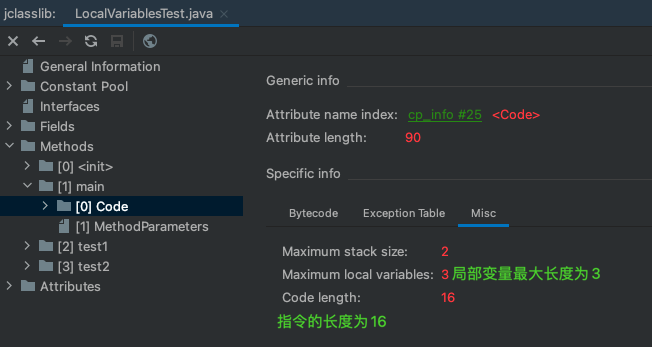 jclasslib: LocalVariablesTest.java
General Information
Constant Pool
Interfaces
Fields
Methods
[0] <init>
[1] main
[0] Code
[1] MethodParameters
[2] test1
[3] test2
Attributes
Generic info
Attribute name index: cp_info #25 <Code>
Attribute length: 90
Specific info
Bytecode Exception Table Misc
Maximum stack size: 2
Maximum local variables: 3 局部变量最大长度为3
Code length: 16
指令的长度为16